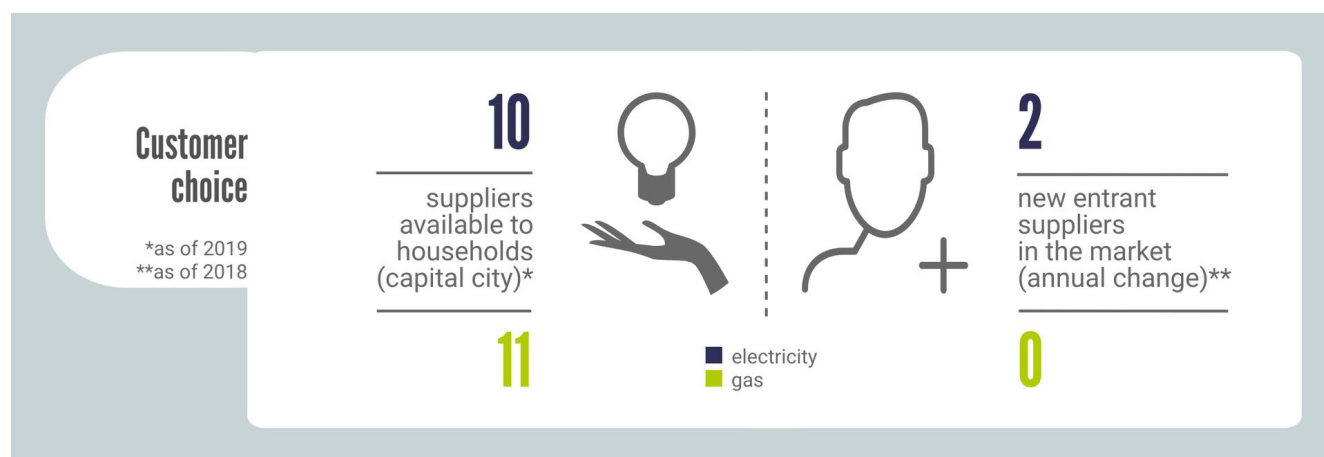 Customer
choice
*as of 2019
**as of 2018
10
suppliers
available to
households
(capital city)*
11
electricity
gas
2
new entrant
suppliers
in the market
(annual change)**
0